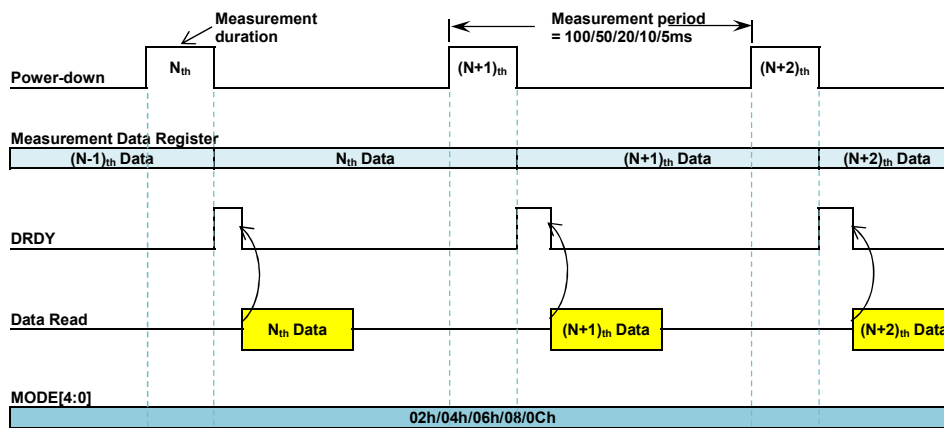 Measurement duration
Measurement period = 100/50/20/10/5ms
Power-down
Nth
(N+1)th
(N+2)th
Measurement Data Register
(N-1)th Data
Nth Data
(N+1)th Data
(N+2)th Data
DRDY
Data Read
Nth Data
(N+1)th Data
(N+2)th Data
MODE[4:0]
02h/04h/06h/08/0Ch